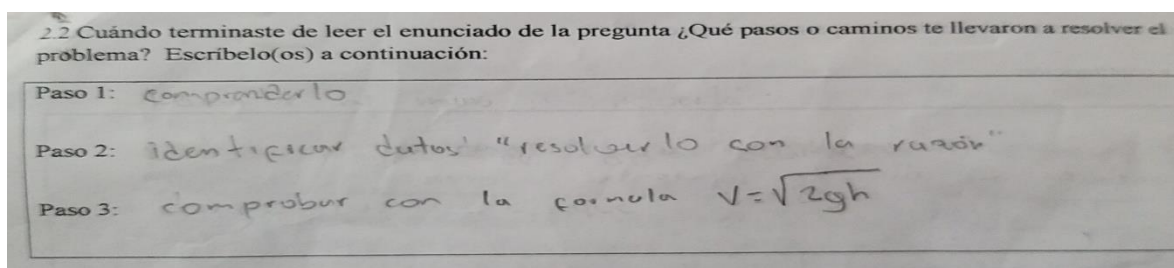 2.2 Cuándo terminaste de leer el enunciado de la pregunta ¿Qué pasos o caminos te llevaron a resolver el
problema? Escríbelo(os) a continuación:
Paso 1: comprenderlo
Paso 2: identificar datos "resolverlo con la razón"
Paso 3: comprobar con la formula V=√2gh